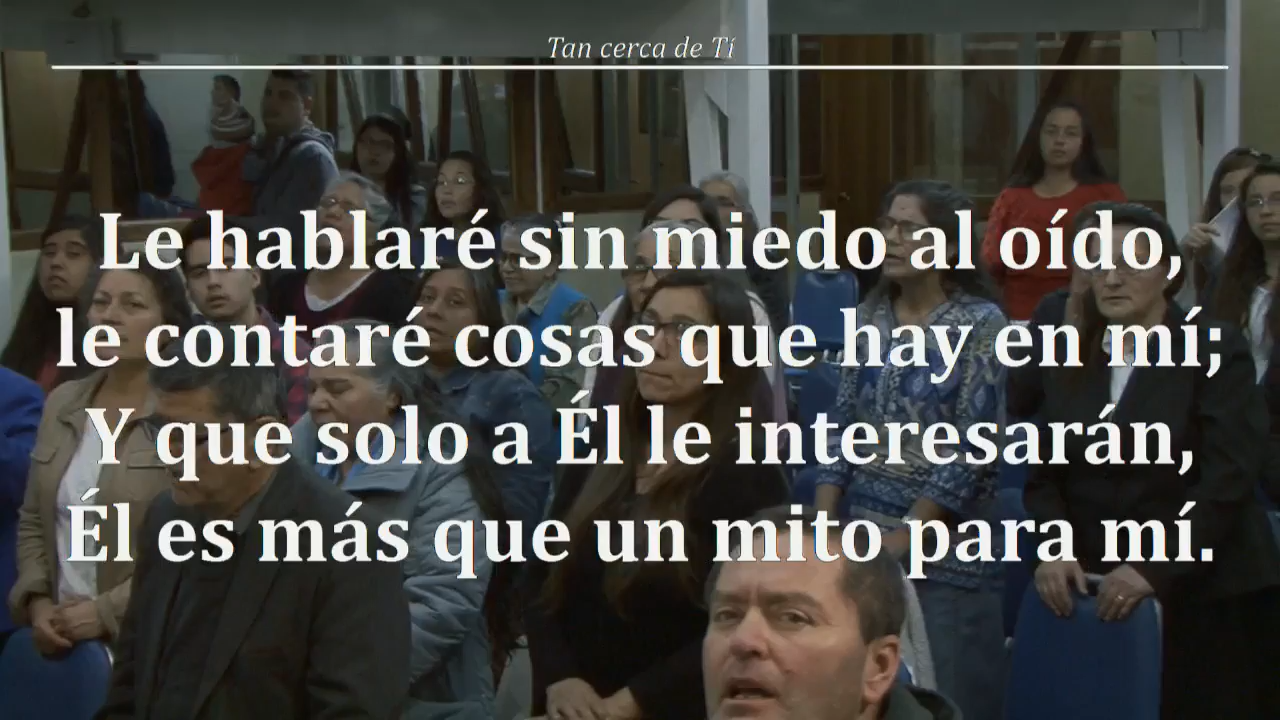 Tan cerca de Tí
Le hablaré sin miedo al oído,
le contaré cosas que hay en mí;
Y que solo a Él le interesarán,
Él es más que un mito para mí.